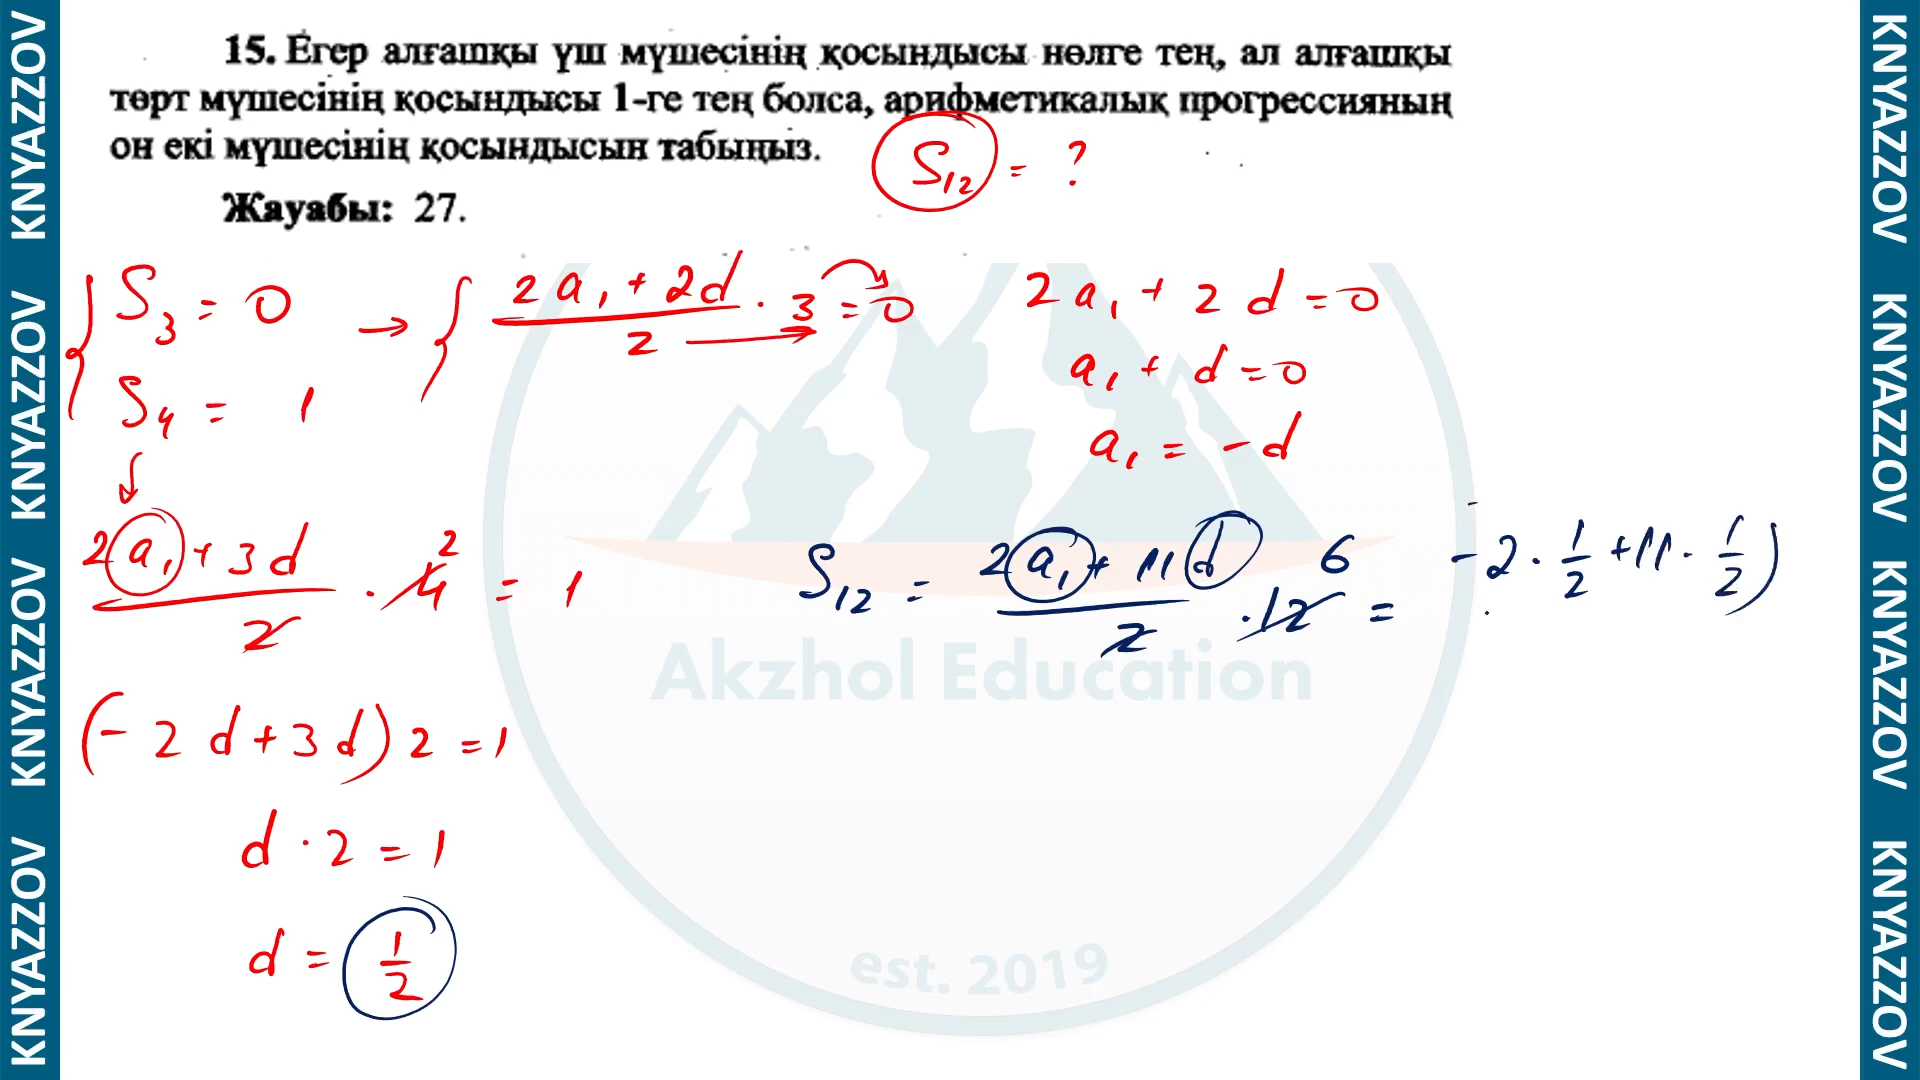 15. Егер алғашқы үш мүшесінің қосындысы нөлге тең, ал алғашқы
төрт мүшесінің қосындысы 1-ге тең болса, арифметикалық прогрессияның
он екі мүшесінің қосындысын табыңыз.
S₁₂ = ?
Жауабы: 27.
{ S₃ = 0 → { (2a₁ + 2d)/2 · 3 = 0
S₄ = 1
2a₁ + 2d = 0
a₁ + d = 0
a₁ = -d
(2a₁ + 3d)/2 · 4 2 = 1
(- 2d + 3d) 2 = 1
d · 2 = 1
d = 1/2
S₁₂ = (2a₁ + 11d)/2 · 12 6 = -2 · 1/2 + 11 · 1/2)
Akzhol Education
est. 2019
KNYAZZOV KNYAZZOV KNYAZZOV KNYAZZOV
KNYAZZOV KNYAZZOV KNYAZZOV KNYAZZOV